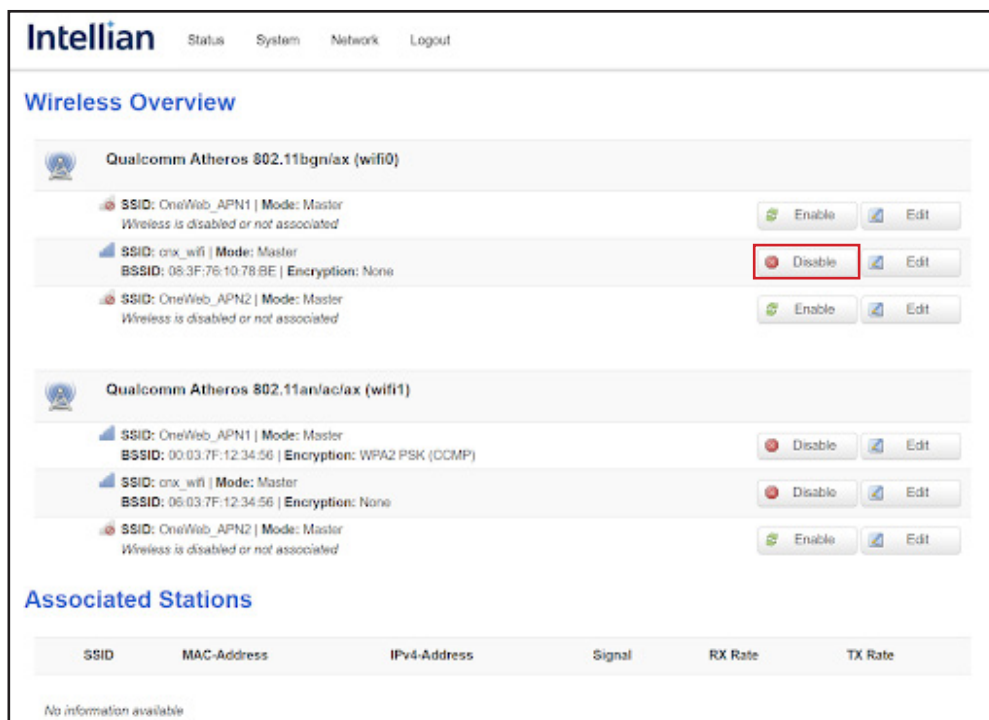 Intellian Status System Network Logout
Wireless Overview
Qualcomm Atheros 802.11bgn/ax (wifi0)
SSID: OneWeb_APN1 | Mode: Master
Wireless is disabled or not associated
Enable Edit
SSID: cnx_wifi | Mode: Master
BSSID: 08:3F:76:10:78:BE | Encryption: None
Disable Edit
SSID: OneWeb_APN2 | Mode: Master
Wireless is disabled or not associated
Enable Edit
Qualcomm Atheros 802.11an/ac/ax (wifi1)
SSID: OneWeb_APN1 | Mode: Master
BSSID: 00:03:7F:12:34:56 | Encryption: WPA2 PSK (CCMP)
Disable Edit
SSID: cnx_wifi | Mode: Master
BSSID: 06:03:7F:12:34:56 | Encryption: None
Disable Edit
SSID: OneWeb_APN2 | Mode: Master
Wireless is disabled or not associated
Enable Edit
Associated Stations
SSID MAC-Address IPv4-Address Signal RX Rate TX Rate
No information available